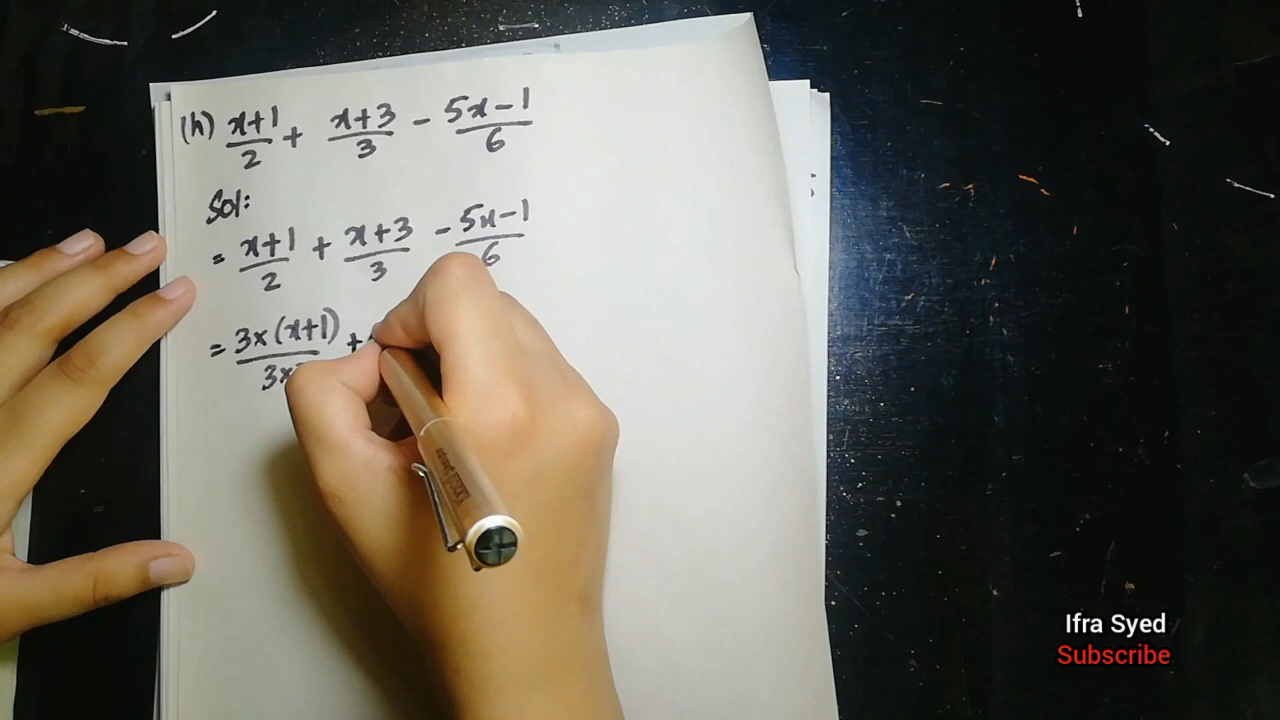 (h) x+1/2 + x+3/3 - 5x-1/6
Sol:
= x+1/2 + x+3/3 - 5x-1/6
= 3x(x+1)/3x +
Ifra Syed
Subscribe